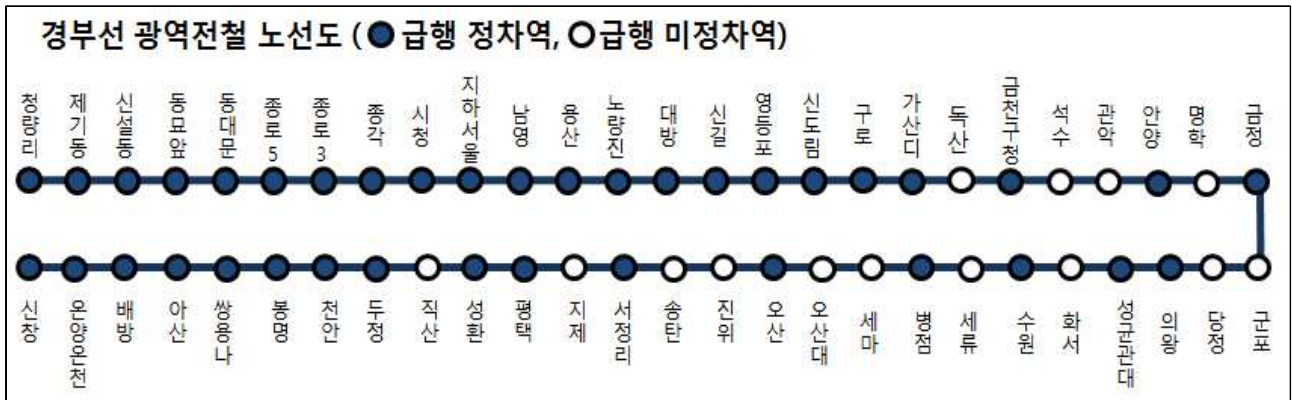 경부선 광역전철 노선도 (●급행 정차역, ○급행 미정차역)
청량리
제기동
신설동
동묘앞
동대문
종로5
종로3
종각
시청
지하서울
남영
용산
노량진
대방
신길
영등포
신도림
구로
가산디
독산
금천구청
석수
관악
안양
명학
금정
신창
온양온천
배방
아산
쌍용나
봉명
천안
두정
직산
성환
평택
지제
서정리
송탄
진위
오산
오산대
세마
병점
세류
수원
화서
성균관대
의왕
당정
군포